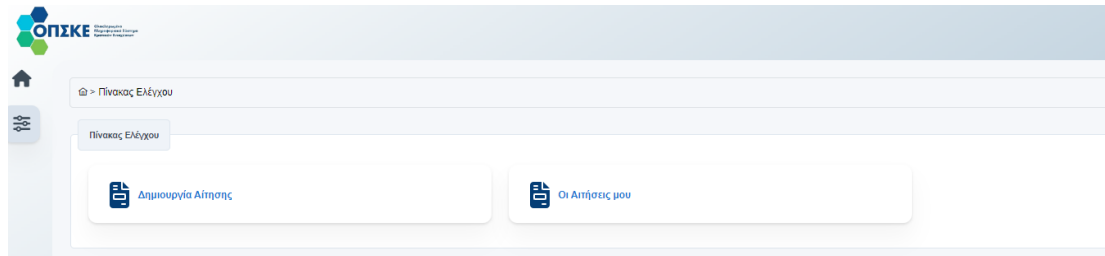 ΟΠΣΚΕ
> Πίνακας Ελέγχου
Πίνακας Ελέγχου
Δημιουργία Αίτησης
Οι Αιτήσεις μου